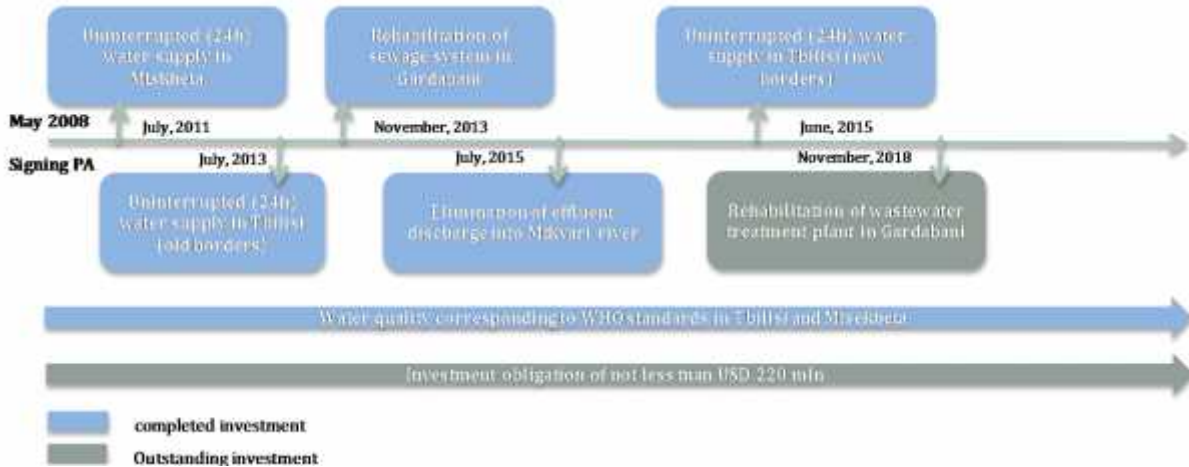 Uninterrupted (24h)
water supply in
Mtskheta
Rehabilitation of
sewage system in
Gardabani
Uninterrupted (24h) water
supply in Tbilisi (new
borders)
May 2008
July, 2011
November, 2013
June, 2015
Signing PA
July, 2013
July, 2015
November, 2018
Uninterrupted (24h)
water supply in Tbilisi
(old borders)
Elimination of effluent
discharge into Mtkvari river
Rehabilitation of wastewater
treatment plant in Gardabani
Water quality corresponding to WHO standards in Tbilisi and Mtskheta
Investment obligation of not less than USD 220 mln
completed investment
Outstanding investment